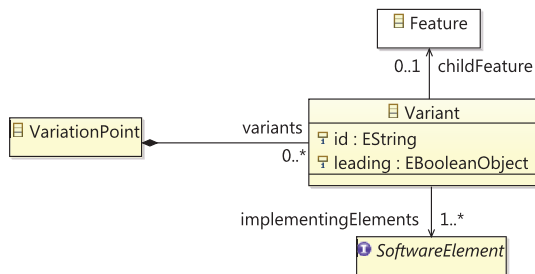 Feature
0..1 childFeature
Variant
VariationPoint
variants
0..*
id : EString
leading : EBooleanObject
implementingElements 1..*
SoftwareElement